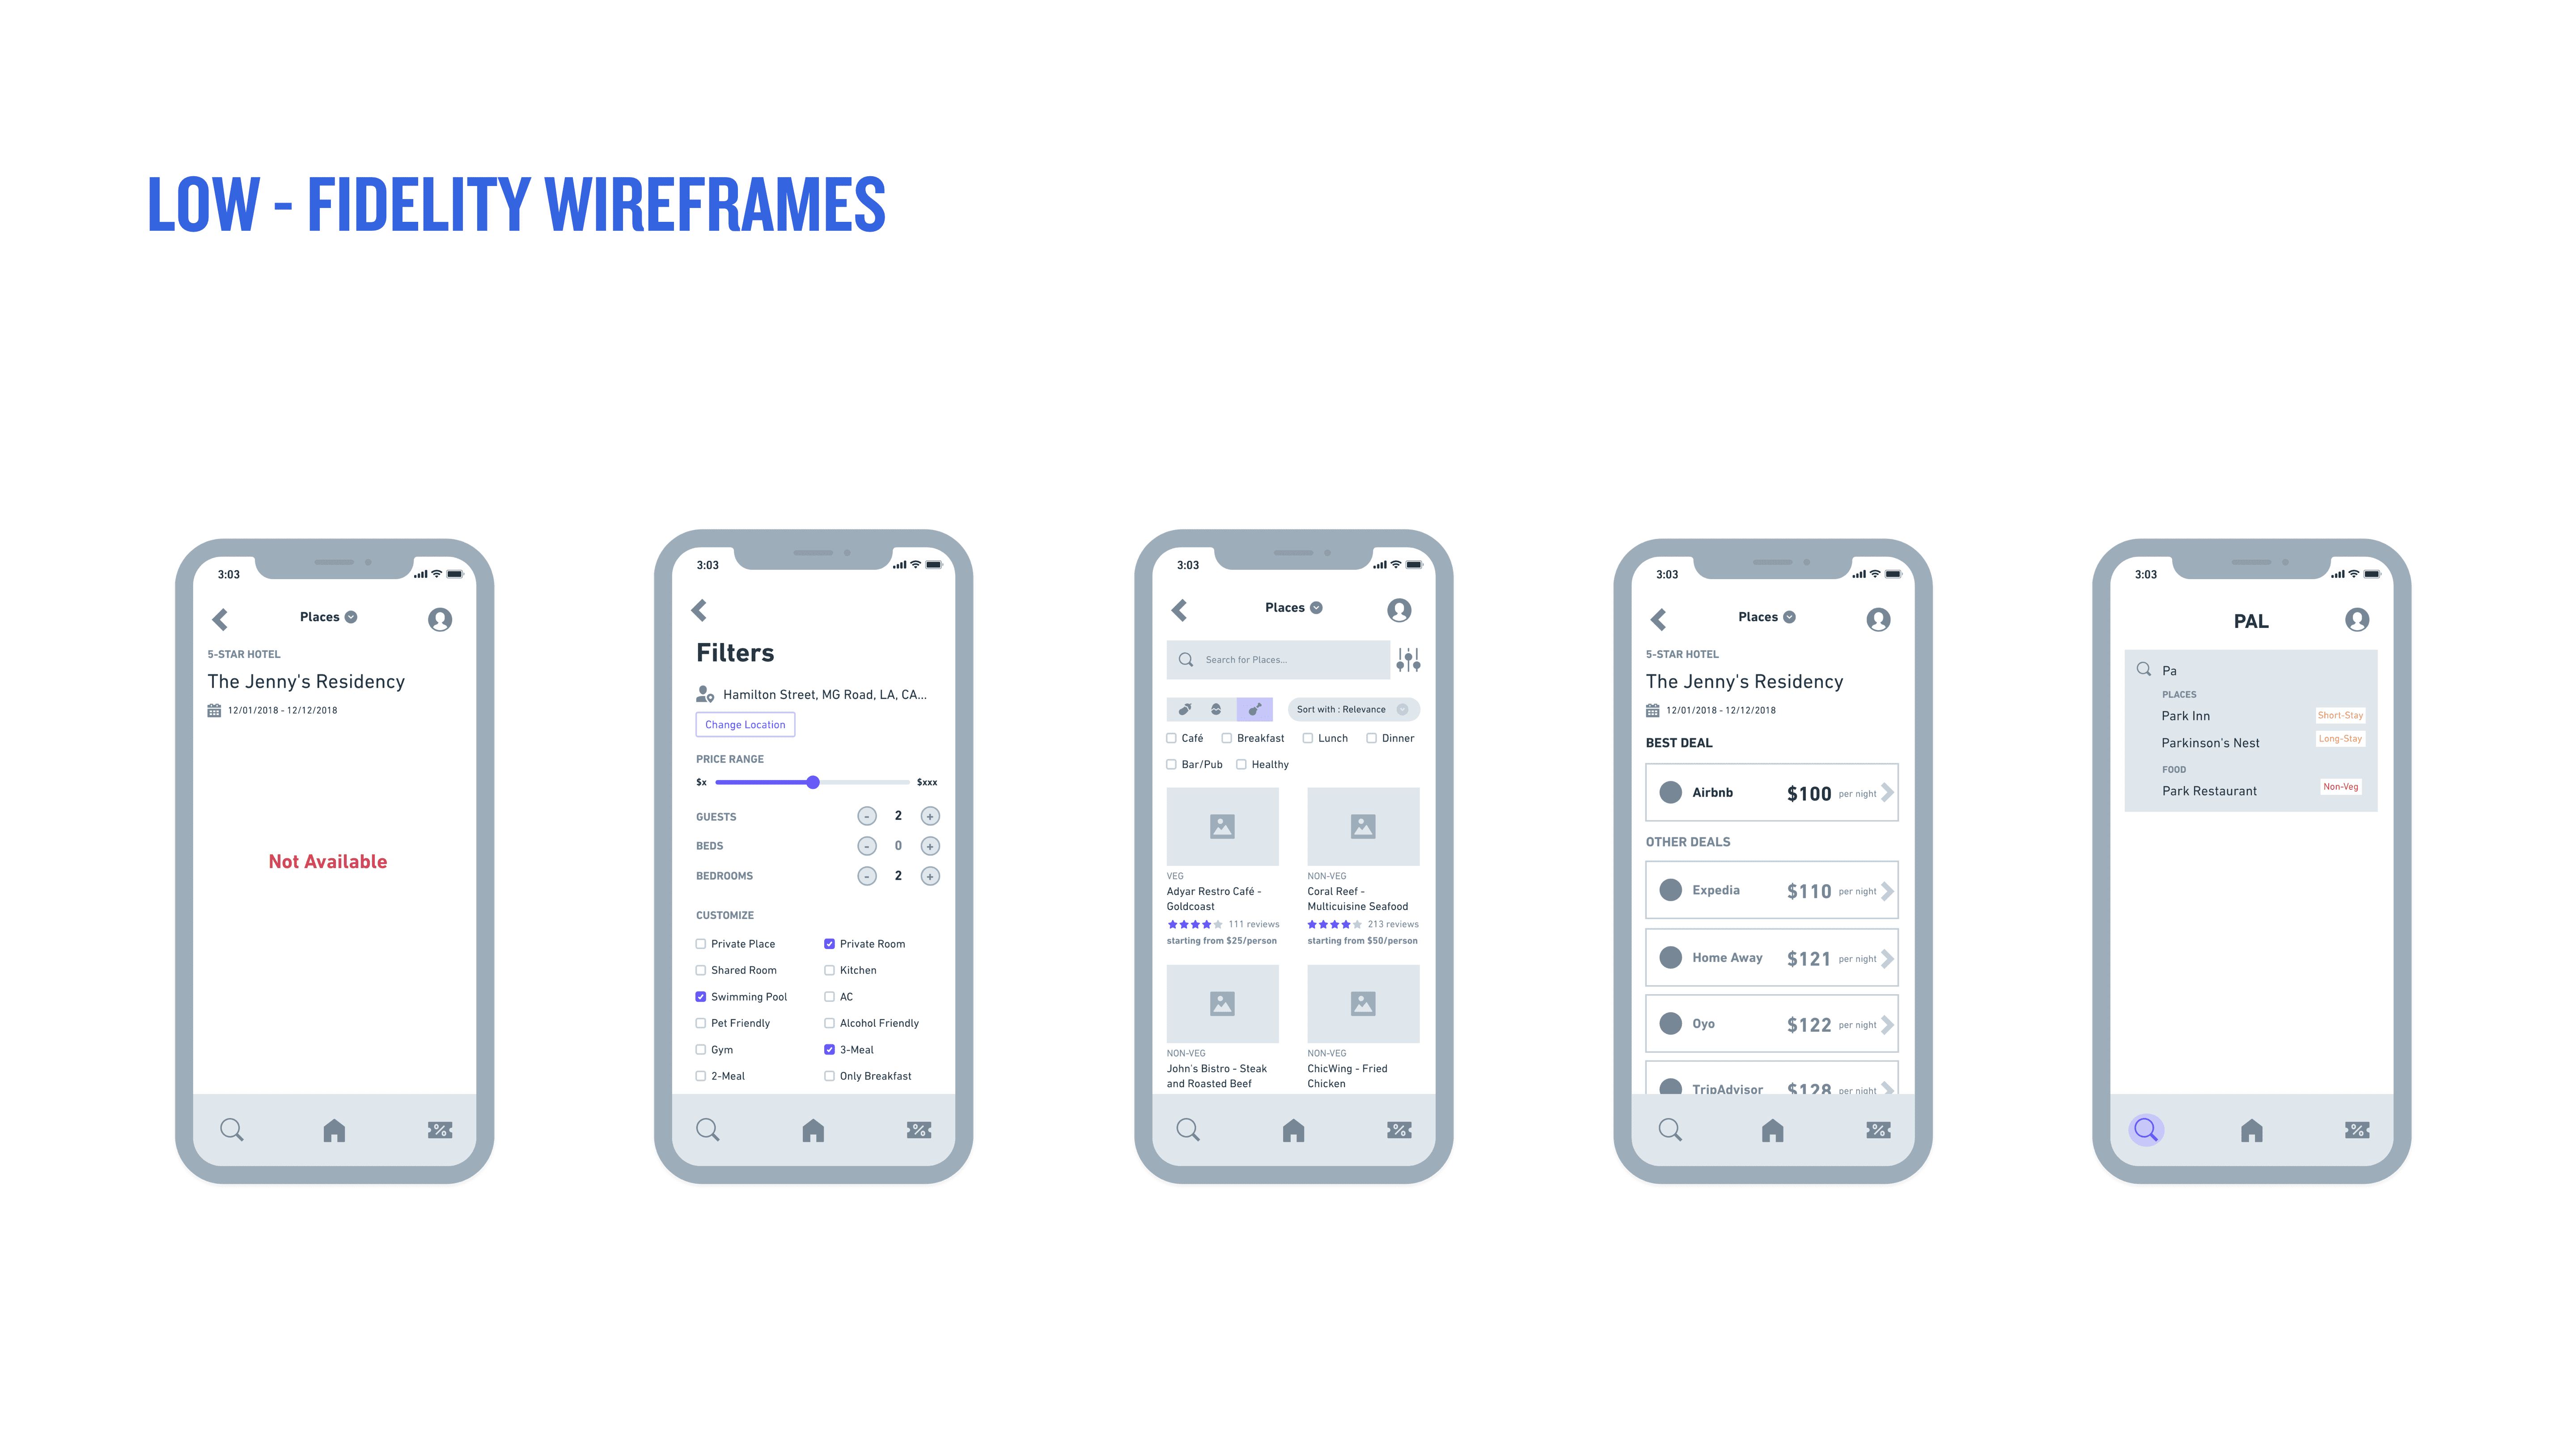 LOW - FIDELITY WIREFRAMES
3:03
Places
5-STAR HOTEL
The Jenny's Residency
12/01/2018 - 12/12/2018
Not Available
3:03
Filters
Hamilton Street, MG Road, LA, CA...
Change Location
PRICE RANGE
$x $xxx
GUESTS - 2 +
BEDS - 0 +
BEDROOMS - 2 +
CUSTOMIZE
Private Place Private Room
Shared Room Kitchen
Swimming Pool AC
Pet Friendly Alcohol Friendly
Gym 3-Meal
2-Meal Only Breakfast
3:03
Places
Search for Places...
Sort with : Relevance
Café Breakfast Lunch Dinner
Bar/Pub Healthy
VEG
Adyar Restro Café -
Goldcoast
111 reviews
starting from $25/person
NON-VEG
Coral Reef -
Multicuisine Seafood
213 reviews
starting from $50/person
NON-VEG
John's Bistro - Steak
and Roasted Beef
NON-VEG
ChicWing - Fried
Chicken
3:03
Places
5-STAR HOTEL
The Jenny's Residency
12/01/2018 - 12/12/2018
BEST DEAL
Airbnb $100 per night
OTHER DEALS
Expedia $110 per night
Home Away $121 per night
Oyo $122 per night
TripAdvisor $128 per night
3:03
PAL
Pa
PLACES
Park Inn Short-Stay
Parkinson's Nest Long-Stay
FOOD
Park Restaurant Non-Veg